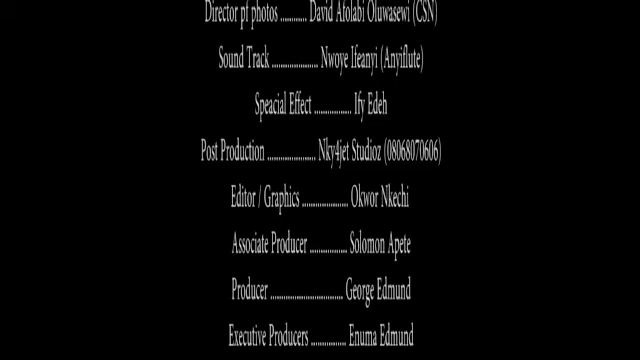 Director pf photos ............ David Afolabi Oluwasewi (CSN)
Sound Track ..................... Nwoye Ifeanyi (Anyiflute)
Speacial Effect ................. Ify Edeh
Post Production ...................... Nky4jet Studioz (08068070606)
Editor / Graphics ..................... Okwor Nkechi
Associate Producer ................. Solomon Apete
Producer ................................. George Edmund
Executive Producers ................ Enuma Edmund